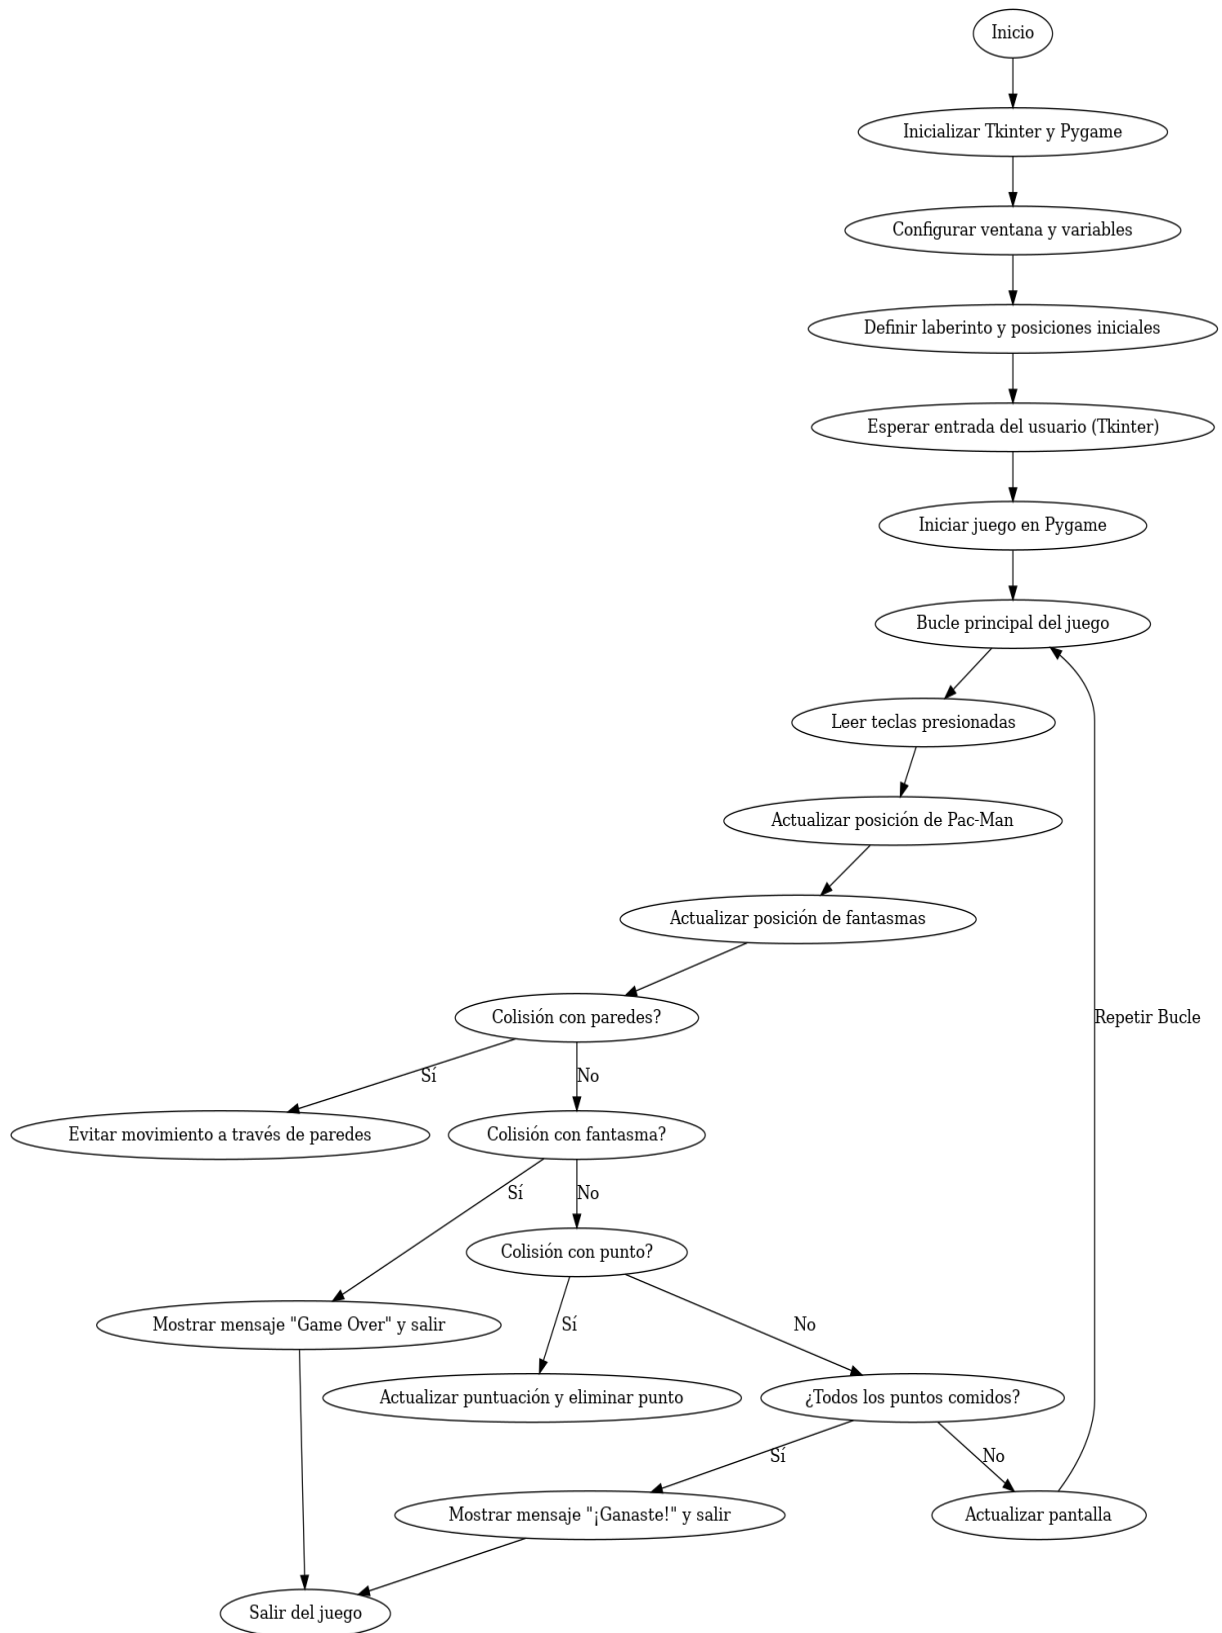 Inicio
Inicializar Tkinter y Pygame
Configurar ventana y variables
Definir laberinto y posiciones iniciales
Esperar entrada del usuario (Tkinter)
Iniciar juego en Pygame
Bucle principal del juego
Leer teclas presionadas
Actualizar posición de Pac-Man
Actualizar posición de fantasmas
Colisión con paredes?
Repetir Bucle
Sí
No
Evitar movimiento a través de paredes
Colisión con fantasma?
Sí
No
Colisión con punto?
Mostrar mensaje "Game Over" y salir
Sí
No
Actualizar puntuación y eliminar punto
¿Todos los puntos comidos?
Sí
No
Mostrar mensaje "¡Ganaste!" y salir
Actualizar pantalla
Salir del juego